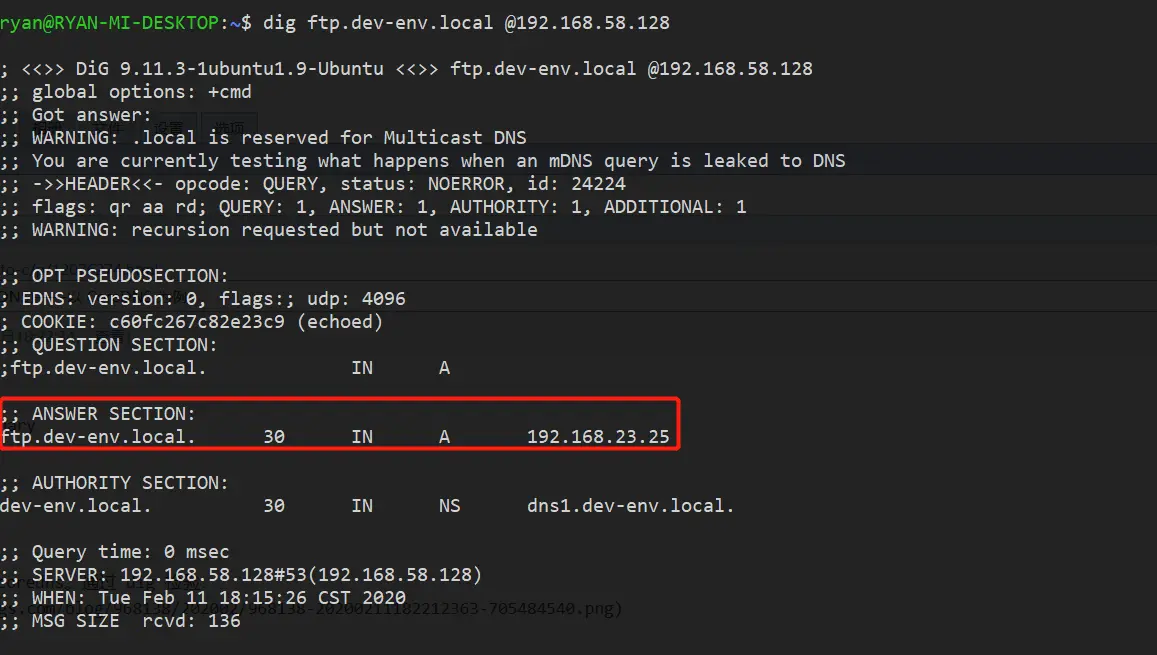 ryan@RYAN-MI-DESKTOP:~$ dig ftp.dev-env.local @192.168.58.128
; <<>> DiG 9.11.3-1ubuntu1.9-Ubuntu <<>> ftp.dev-env.local @192.168.58.128
;; global options: +cmd
;; Got answer:
;; WARNING: .local is reserved for Multicast DNS
;; You are currently testing what happens when an mDNS query is leaked to DNS
;; ->>HEADER<<- opcode: QUERY, status: NOERROR, id: 24224
;; flags: qr aa rd; QUERY: 1, ANSWER: 1, AUTHORITY: 1, ADDITIONAL: 1
;; WARNING: recursion requested but not available
;; OPT PSEUDOSECTION:
; EDNS: version: 0, flags:; udp: 4096
; COOKIE: c60fc267c82e23c9 (echoed)
;; QUESTION SECTION:
;ftp.dev-env.local. IN A
;; ANSWER SECTION:
ftp.dev-env.local. 30 IN A 192.168.23.25
;; AUTHORITY SECTION:
dev-env.local. 30 IN NS dns1.dev-env.local.
;; Query time: 0 msec
;; SERVER: 192.168.58.128#53(192.168.58.128)
;; WHEN: Tue Feb 11 18:15:26 CST 2020
;; MSG SIZE rcvd: 136